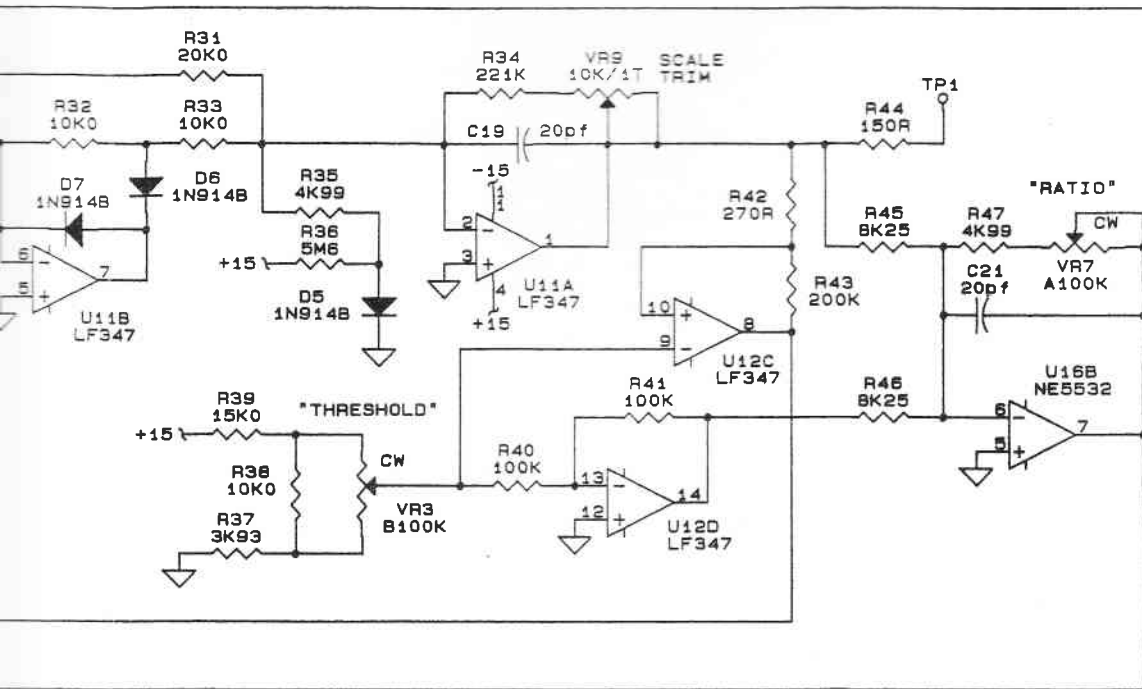 R31
20K0
R32
10K0
R33
10K0
D7
1N914B
D6
1N914B
6
5
7
U11B
LF347
R34
221K
VR9
10K/1T
SCALE
TRIM
C19
20pf
R35
4K99
R36
5M6
+15
D5
1N914B
-15
11
2
3
1
4
+15
U11A
LF347
R42
270R
R43
200K
10
9
8
U12C
LF347
R44
150R
TP1
R45
8K25
R47
4K99
"RATIO"
CW
VR7
A100K
C21
20pf
R46
8K25
U16B
NE5532
6
5
7
R39
15K0
+15
"THRESHOLD"
R38
10K0
CW
VR3
B100K
R37
3K93
R40
100K
R41
100K
13
12
14
U12D
LF347